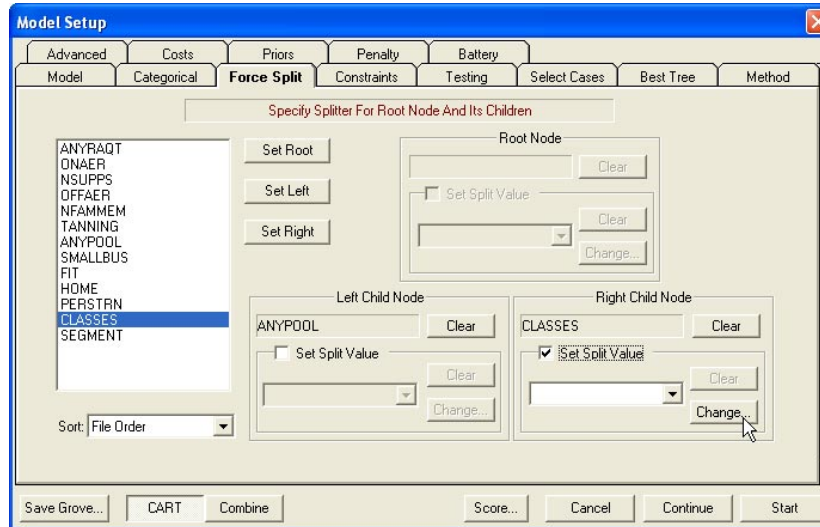 Model Setup
Advanced Costs Priors Penalty Battery
Model Categorical Force Split Constraints Testing Select Cases Best Tree Method
Specify Splitter For Root Node And Its Children
ANYRAQT
ONAER
NSUPPS
OFFAER
NFAMMEM
TANNING
ANYPOOL
SMALLBUS
FIT
HOME
PERSTRN
CLASSES
SEGMENT
Sort: File Order
Set Root
Set Left
Set Right
Root Node
Clear
Set Split Value
Clear
Change...
Left Child Node
ANYPOOL Clear
Set Split Value
Clear
Change...
Right Child Node
CLASSES Clear
Set Split Value
Clear
Change...
Save Grove... CART Combine Score... Cancel Continue Start